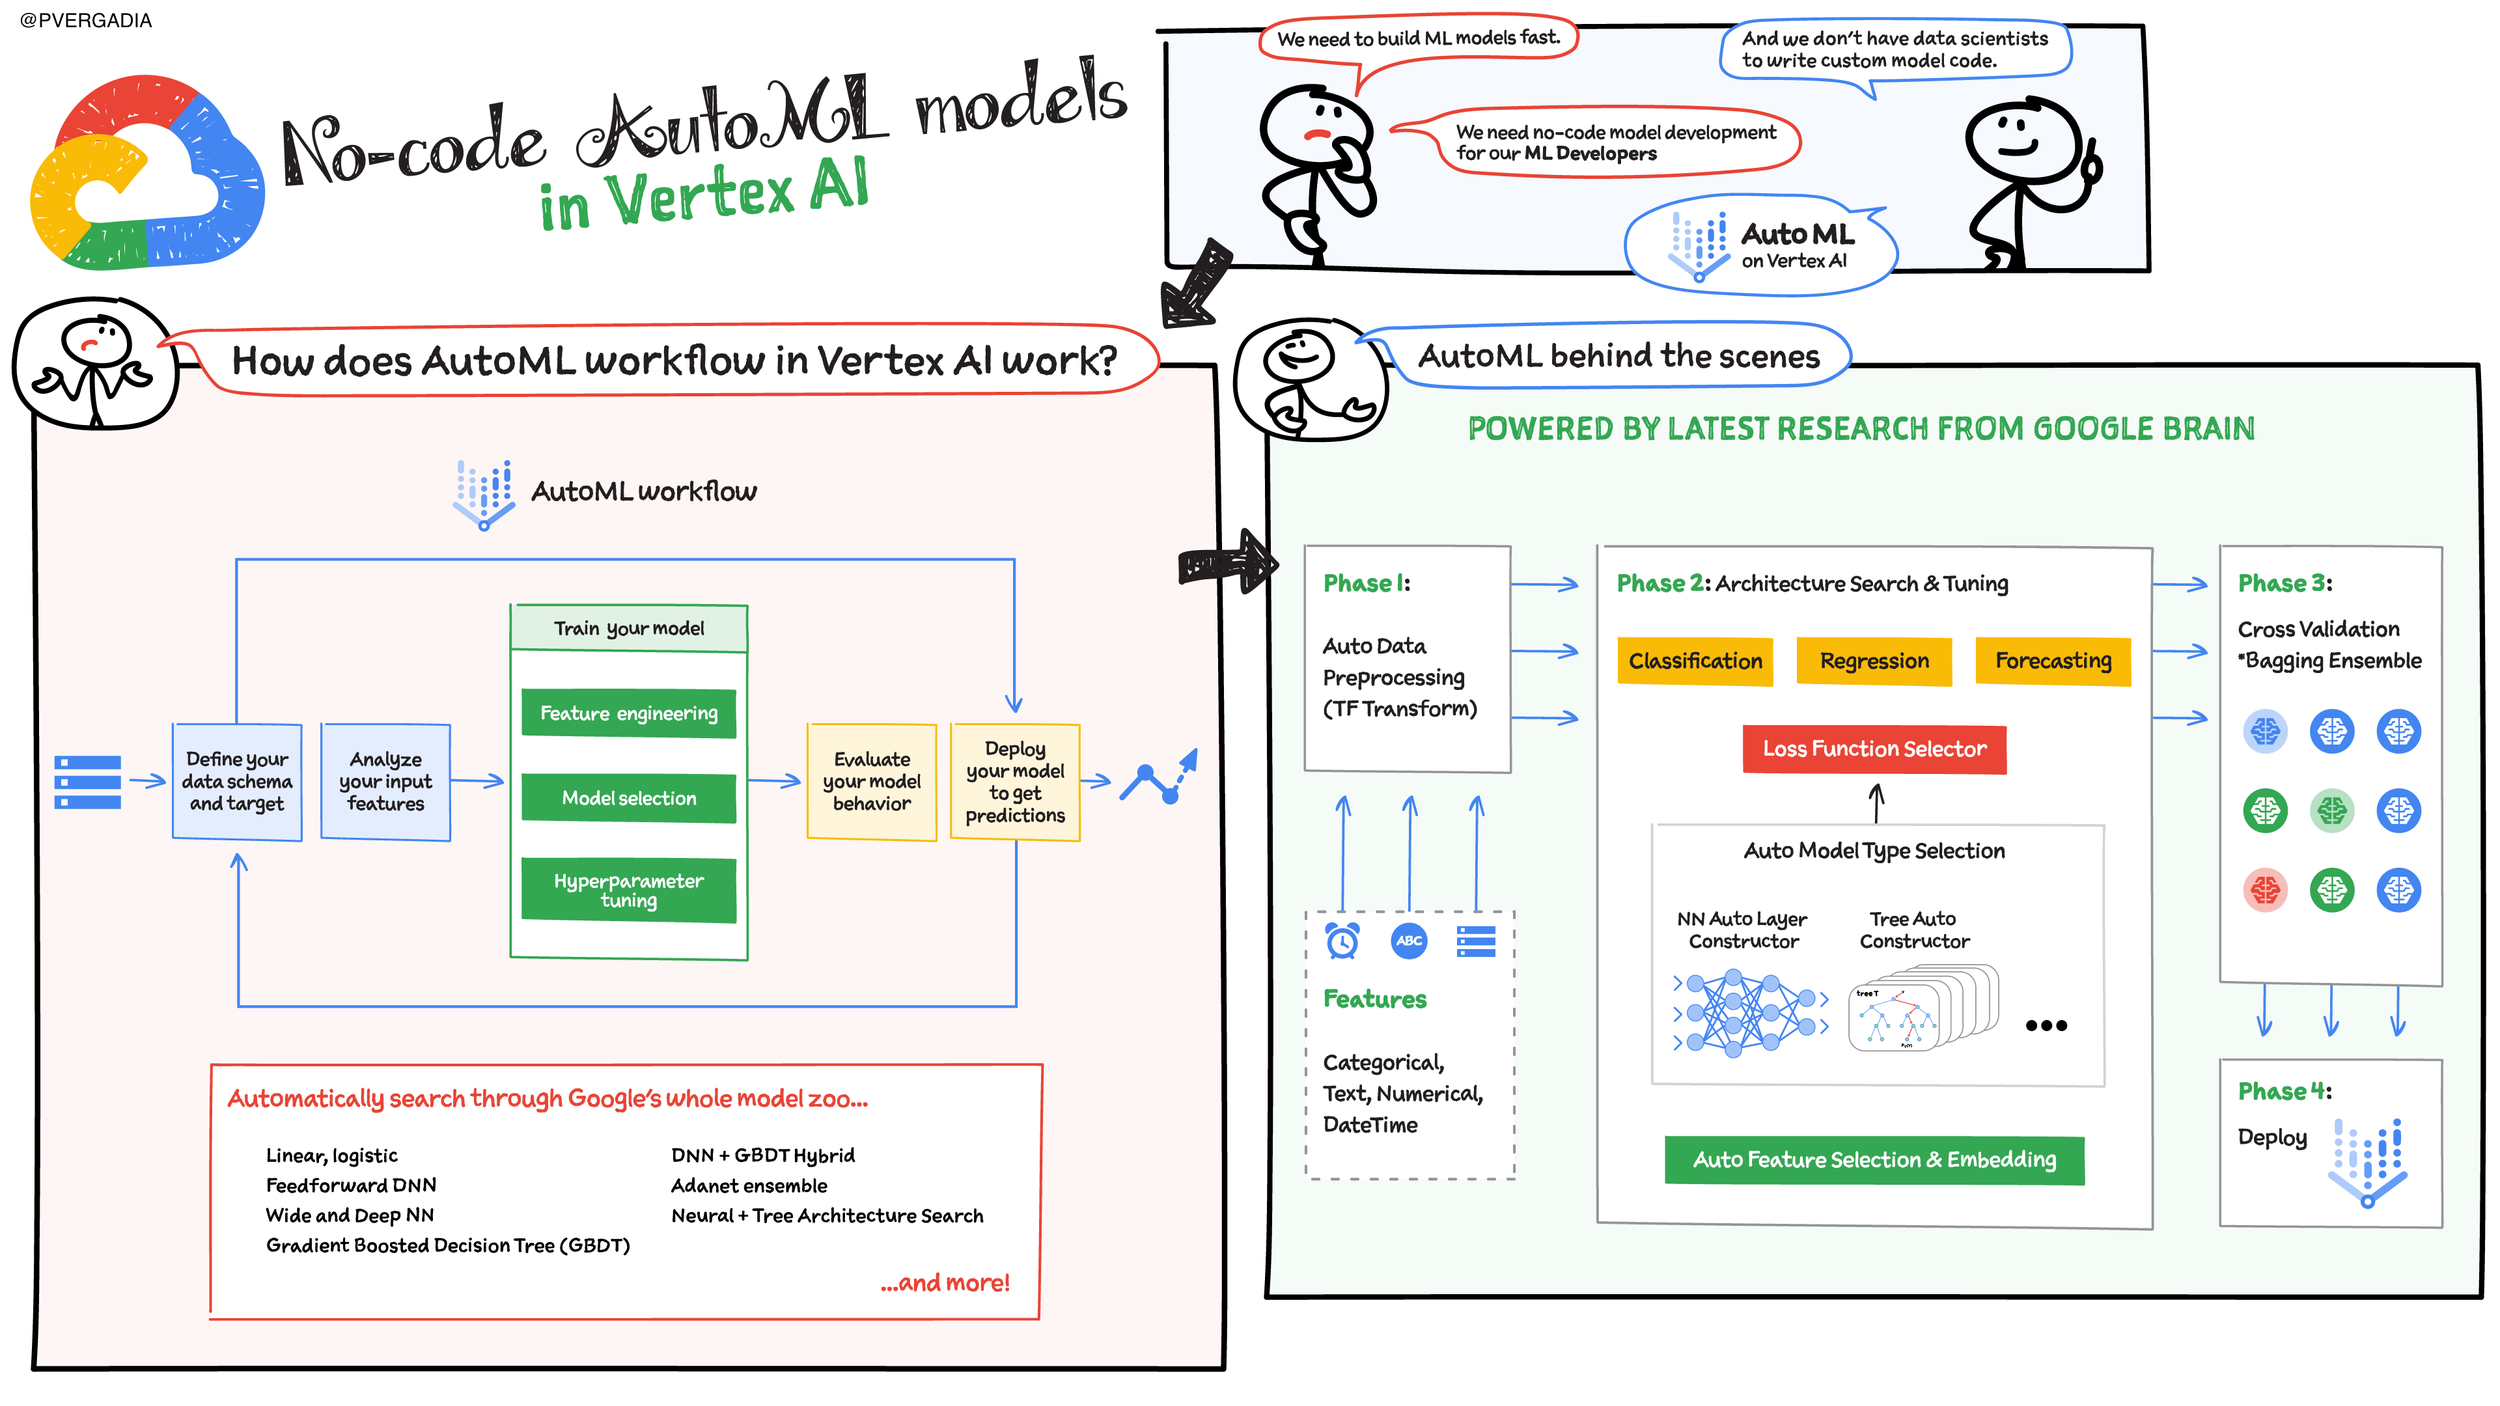 @PVERGADIA
No-code AutoML models
in Vertex AI
We need to build ML models fast.
And we don't have data scientists
to write custom model code.
We need no-code model development
for our ML Developers
Auto ML
on Vertex AI
How does AutoML workflow in Vertex AI work?
AutoML workflow
Define your
data schema
and target
Analyze
your input
features
Train your model
Feature engineering
Model selection
Hyperparameter
tuning
Evaluate
your model
behavior
Deploy
your model
to get
predictions
Automatically search through Google's whole model zoo...
Linear, logistic
Feedforward DNN
Wide and Deep NN
Gradient Boosted Decision Tree (GBDT)
DNN + GBDT Hybrid
Adanet ensemble
Neural + Tree Architecture Search
...and more!
AutoML behind the scenes
POWERED BY LATEST RESEARCH FROM GOOGLE BRAIN
Phase 1:
Auto Data
Preprocessing
(TF Transform)
ABC
Features
Categorical,
Text, Numerical,
DateTime
Phase 2: Architecture Search & Tuning
Classification
Regression
Forecasting
Loss Function Selector
Auto Model Type Selection
NN Auto Layer
Constructor
Tree Auto
Constructor
tree T
Auto Feature Selection & Embedding
Phase 3:
Cross Validation
*Bagging Ensemble
Phase 4:
Deploy